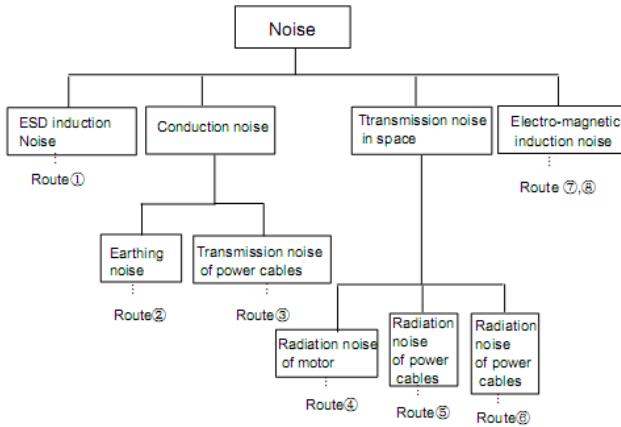 Noise
ESD induction
Noise
Route①
Conduction noise
Ttransmission noise
in space
Electro-magnetic
induction noise
Route ⑦,⑧
Earthing
noise
Route②
Transmission noise
of power cables
Route③
Radiation noise
of motor
Route④
Radiation
noise
of power
cables
Route⑤
Radiation
noise
of power
cables
Route⑥